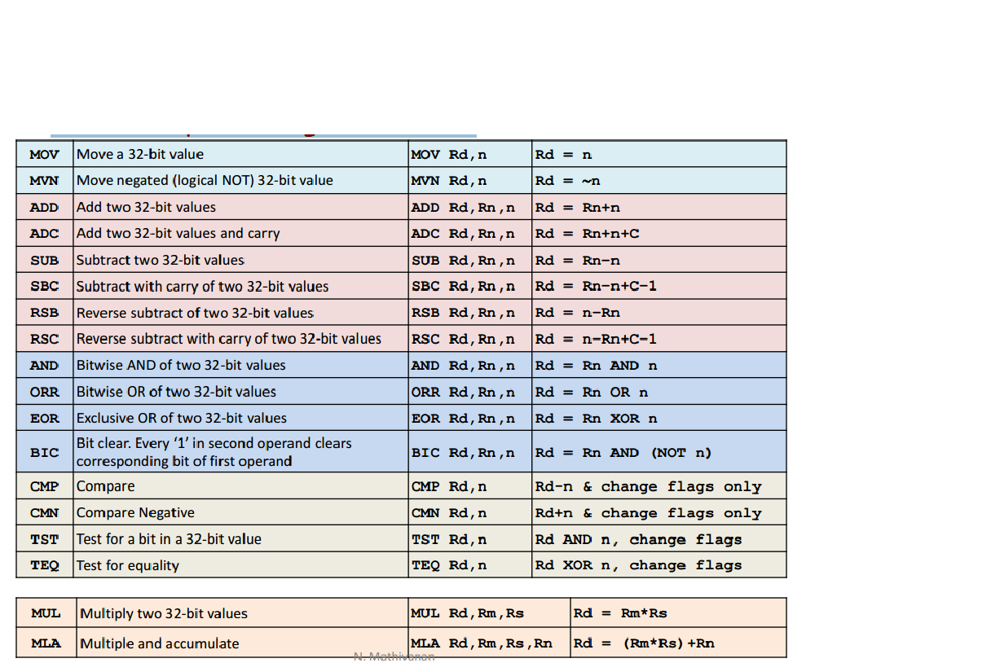 MOV Move a 32-bit value MOV Rd,n Rd = n
MVN Move negated (logical NOT) 32-bit value MVN Rd,n Rd = ~n
ADD Add two 32-bit values ADD Rd,Rn,n Rd = Rn+n
ADC Add two 32-bit values and carry ADC Rd,Rn,n Rd = Rn+n+C
SUB Subtract two 32-bit values SUB Rd,Rn,n Rd = Rn−n
SBC Subtract with carry of two 32-bit values SBC Rd,Rn,n Rd = Rn−n+C−1
RSB Reverse subtract of two 32-bit values RSB Rd,Rn,n Rd = n−Rn
RSC Reverse subtract with carry of two 32-bit values RSC Rd,Rn,n Rd = n−Rn+C−1
AND Bitwise AND of two 32-bit values AND Rd,Rn,n Rd = Rn AND n
ORR Bitwise OR of two 32-bit values ORR Rd,Rn,n Rd = Rn OR n
EOR Exclusive OR of two 32-bit values EOR Rd,Rn,n Rd = Rn XOR n
BIC Bit clear. Every ‘1’ in second operand clears
corresponding bit of first operand BIC Rd,Rn,n Rd = Rn AND (NOT n)
CMP Compare CMP Rd,n Rd-n & change flags only
CMN Compare Negative CMN Rd,n Rd+n & change flags only
TST Test for a bit in a 32-bit value TST Rd,n Rd AND n, change flags
TEQ Test for equality TEQ Rd,n Rd XOR n, change flags
MUL Multiply two 32-bit values MUL Rd,Rm,Rs Rd = Rm*Rs
MLA Multiple and accumulate MLA Rd,Rm,Rs,Rn Rd = (Rm*Rs)+Rn
N. Mathivanan